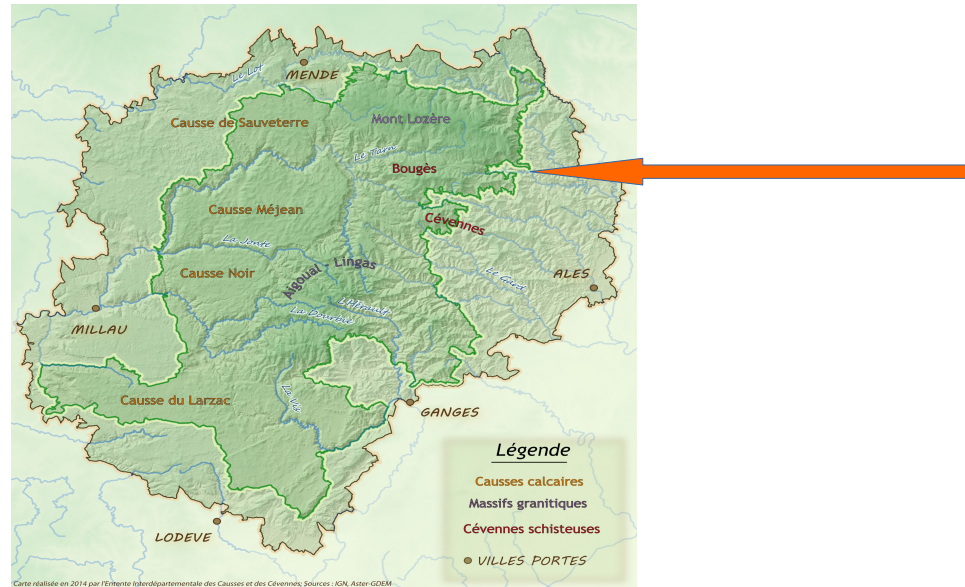 Le Lot
MENDE
Causse de Sauveterre
Mont Lozère
Le Tarn
Bougès
Causse Méjean
Cévennes
La Jonte
Lingas
Causse Noir
Aigoual
Le Gard
ALES
L'Hérault
La Dourbie
MILLAU
Causse du Larzac
La Vis
GANGES
Légende
Causses calcaires
Massifs granitiques
Cévennes schisteuses
VILLES PORTES
LODEVE
Carte réalisée en 2014 par l'Entente Interdépartementale des Causses et des Cévennes; Sources : IGN, Aster-GDEM